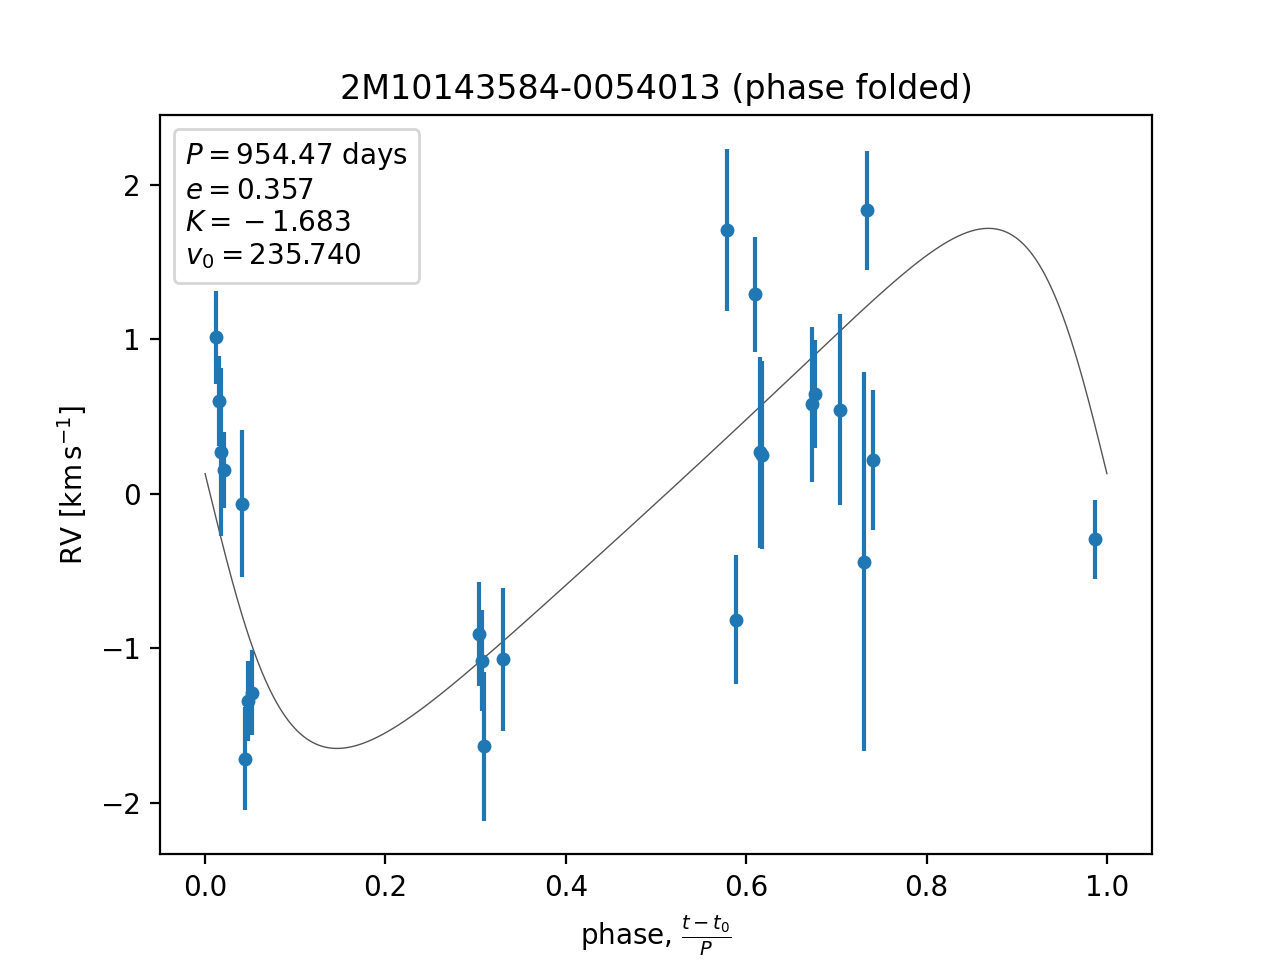 2M10143584-0054013 (phase folded)
P = 954.47 days
e = 0.357
K = −1.683
v₀ = 235.740
2
1
0
−1
−2
RV [km s⁻¹]
0.0 0.2 0.4 0.6 0.8 1.0
phase, (t − t₀)/P